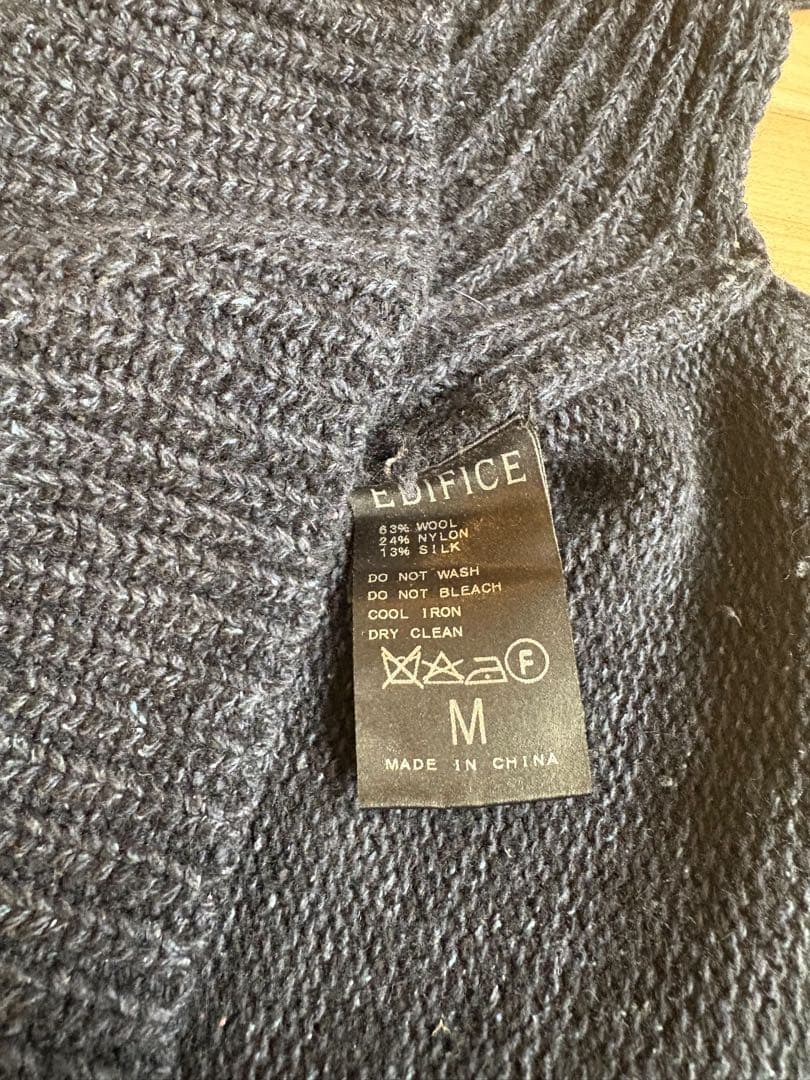 EDIFICE
63% WOOL
24% NYLON
13% SILK
DO NOT WASH
DO NOT BLEACH
COOL IRON
DRY CLEAN
F
M
MADE IN CHINA